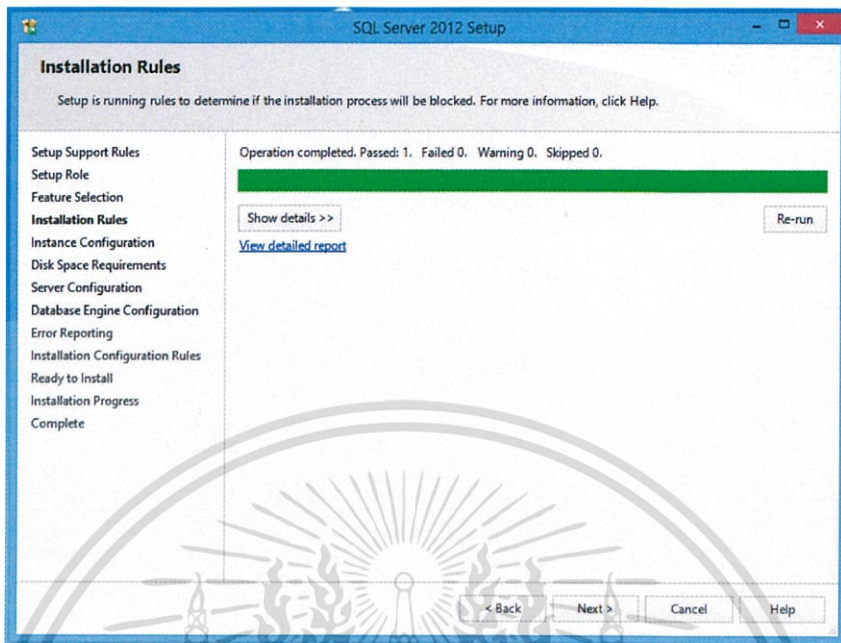 SQL Server 2012 Setup
Installation Rules
Setup is running rules to determine if the installation process will be blocked. For more information, click Help.
Setup Support Rules
Setup Role
Feature Selection
Installation Rules
Instance Configuration
Disk Space Requirements
Server Configuration
Database Engine Configuration
Error Reporting
Installation Configuration Rules
Ready to Install
Installation Progress
Complete
Operation completed. Passed: 1.   Failed 0.   Warning 0.   Skipped 0.
Show details >>
Re-run
View detailed report
< Back
Next >
Cancel
Help